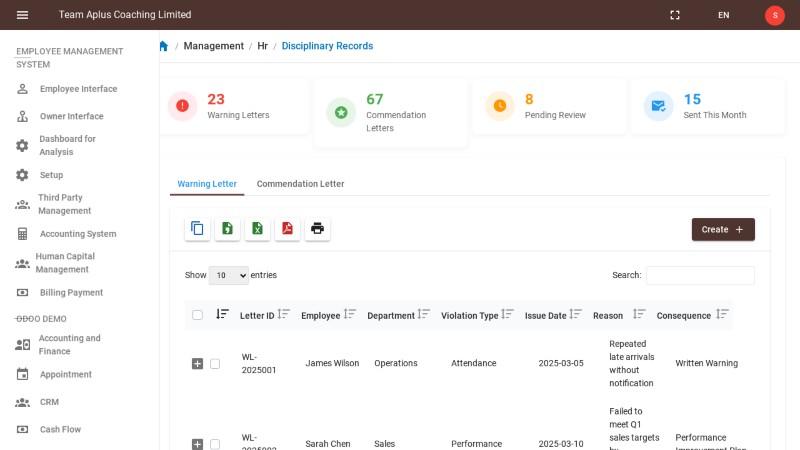 Team Aplus Coaching Limited
EN
S
EMPLOYEE MANAGEMENT
SYSTEM
Employee Interface
Owner Interface
Dashboard for
Analysis
Setup
Third Party
Management
Accounting System
Human Capital
Management
Billing Payment
ODOO DEMO
Accounting and
Finance
Appointment
CRM
Cash Flow
/ Management / Hr / Disciplinary Records
23
Warning Letters
67
Commendation
Letters
8
Pending Review
15
Sent This Month
Warning Letter
Commendation Letter
Create +
Show 10 entries
Search:
Letter ID Employee Department Violation Type Issue Date Reason Consequence
WL-
2025001
James Wilson
Operations
Attendance
2025-03-05
Repeated
late arrivals
without
notification
Written Warning
WL-
Sarah Chen
Sales
Performance
2025-03-10
Failed to
meet Q1
sales targets
Performance